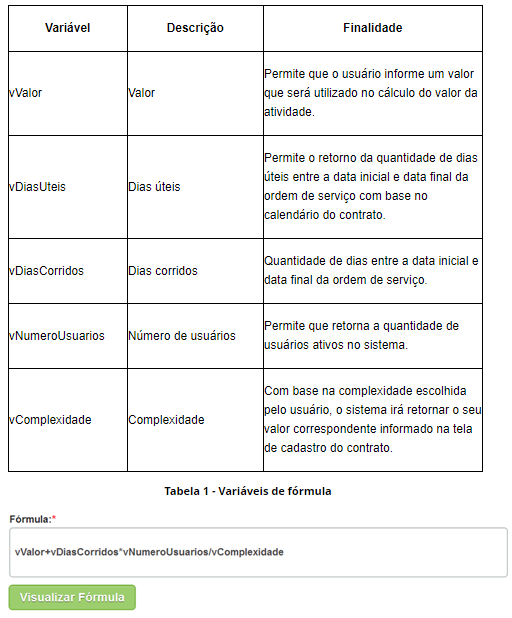 Variável Descrição Finalidade
vValor Valor Permite que o usuário informe um valor
que será utilizado no cálculo do valor da
atividade.
vDiasUteis Dias úteis Permite o retorno da quantidade de dias
úteis entre a data inicial e data final da
ordem de serviço com base no
calendário do contrato.
vDiasCorridos Dias corridos Quantidade de dias entre a data inicial e
data final da ordem de serviço.
vNumeroUsuarios Número de usuários Permite que retorna a quantidade de
usuários ativos no sistema.
vComplexidade Complexidade Com base na complexidade escolhida
pelo usuário, o sistema irá retornar o seu
valor correspondente informado na tela
de cadastro do contrato.
Tabela 1 - Variáveis de fórmula
Fórmula:*
vValor+vDiasCorridos*vNumeroUsuarios/vComplexidade
Visualizar Fórmula